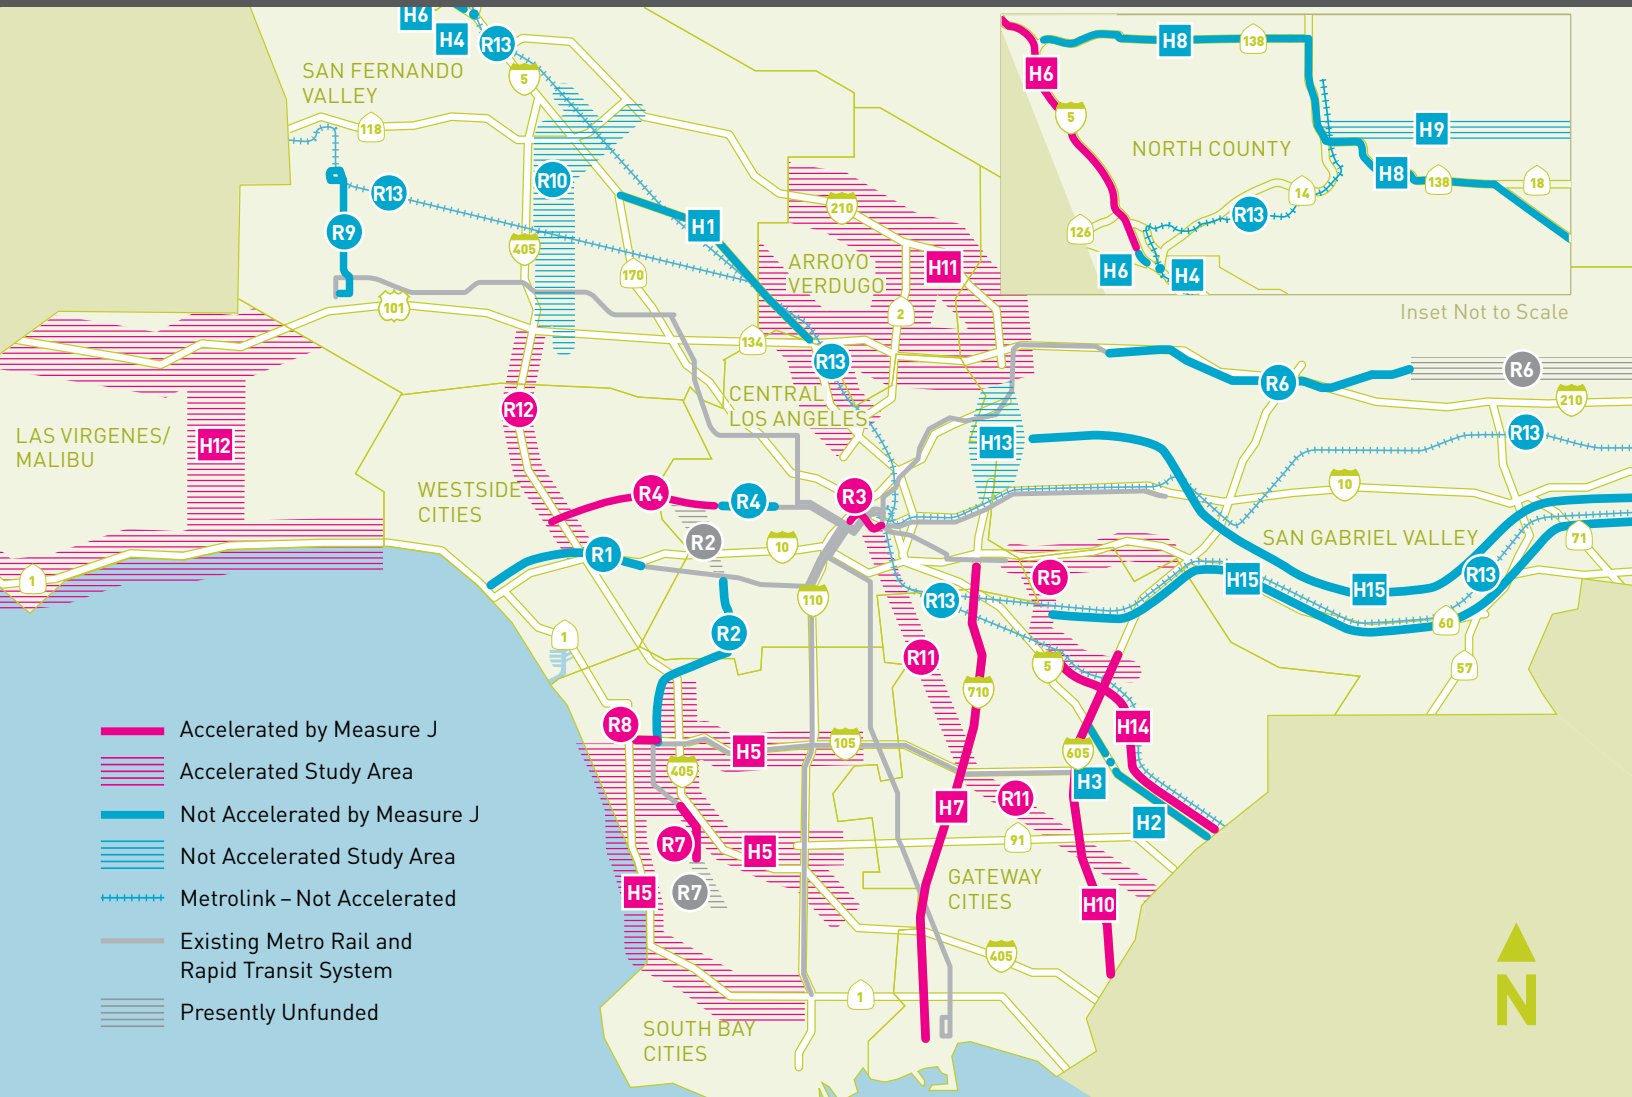 H6
H4
R13
5
SAN FERNANDO
VALLEY
118
R10
R13
R9
H1
405
170
101
210
ARROYO
VERDUGO
H11
2
134
R13
CENTRAL
LOS ANGELES
R12
LAS VIRGENES/
MALIBU
H12
WESTSIDE
CITIES
R4
R4
R3
R2
10
R1
1
110
1
R2
R13
R5
R11
5
710
H13
R6
R6
210
R13
10
SAN GABRIEL VALLEY
71
H15
H15
R13
60
57
H6
5
H8
138
NORTH COUNTY
H9
H8
138
18
14
R13
126
H6
H4
Inset Not to Scale
R8
H5
105
405
605
H14
H3
H2
H7
R11
R7
H5
91
R7
H5
GATEWAY
CITIES
H10
405
1
SOUTH BAY
CITIES
Accelerated by Measure J
Accelerated Study Area
Not Accelerated by Measure J
Not Accelerated Study Area
Metrolink – Not Accelerated
Existing Metro Rail and
Rapid Transit System
Presently Unfunded
N